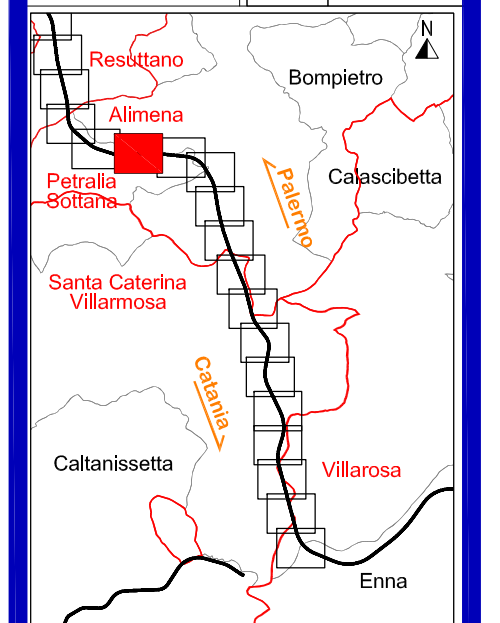 N
Resuttano
Bompietro
Alimena
Petralia
Sottana
Palermo
Calascibetta
Santa Caterina
Villarmosa
Catania
Caltanissetta
Villarosa
Enna